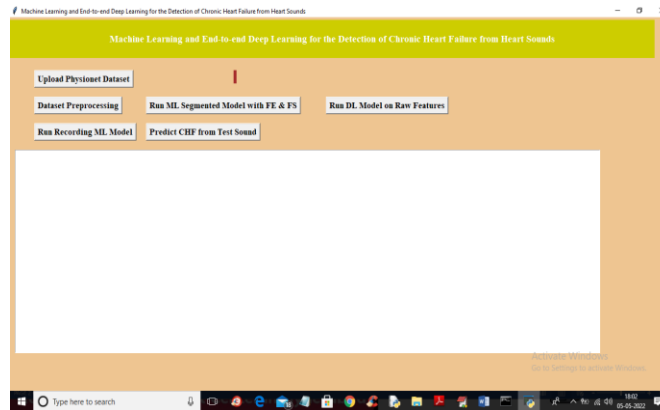 Machine Learning and End-to-end Deep Learning for the Detection of Chronic Heart Failure from Heart Sounds
Machine Learning and End-to-end Deep Learning for the Detection of Chronic Heart Failure from Heart Sounds
Upload Physionet Dataset
Dataset Preprocessing Run ML Segmented Model with FE & FS Run DL Model on Raw Features
Run Recording ML Model Predict CHF from Test Sound
Activate Windows
Go to Settings to activate Windows.
Type here to search
18:02
05-05-2022